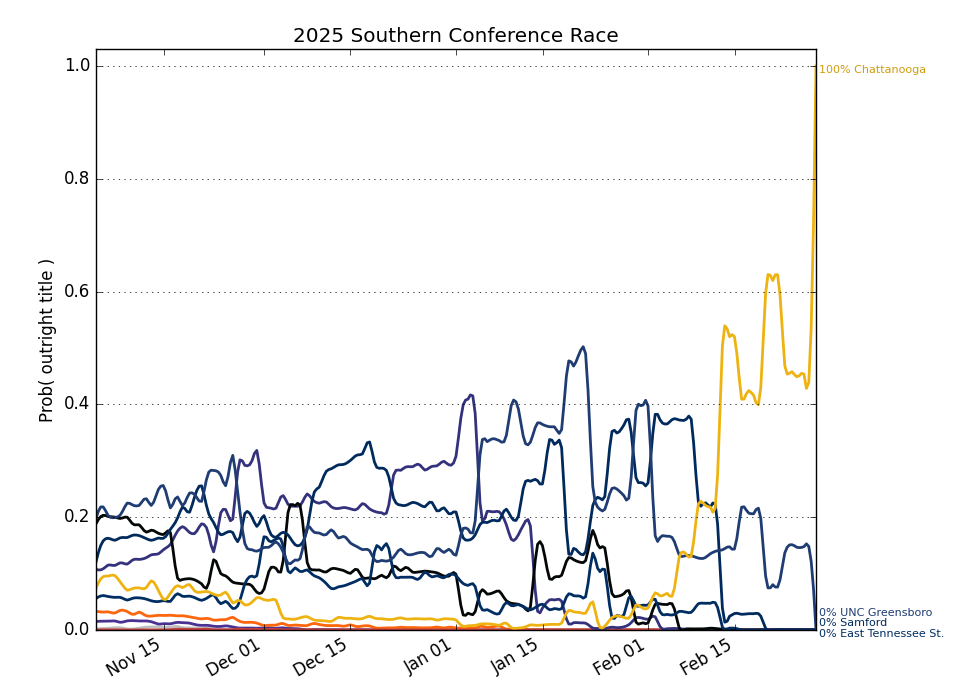 2025 Southern Conference Race
Prob( outright title )
1.0
0.8
0.6
0.4
0.2
0.0
Nov 15
Dec 01
Dec 15
Jan 01
Jan 15
Feb 01
Feb 15
100% Chattanooga
0% UNC Greensboro
0% Samford
0% East Tennessee St.